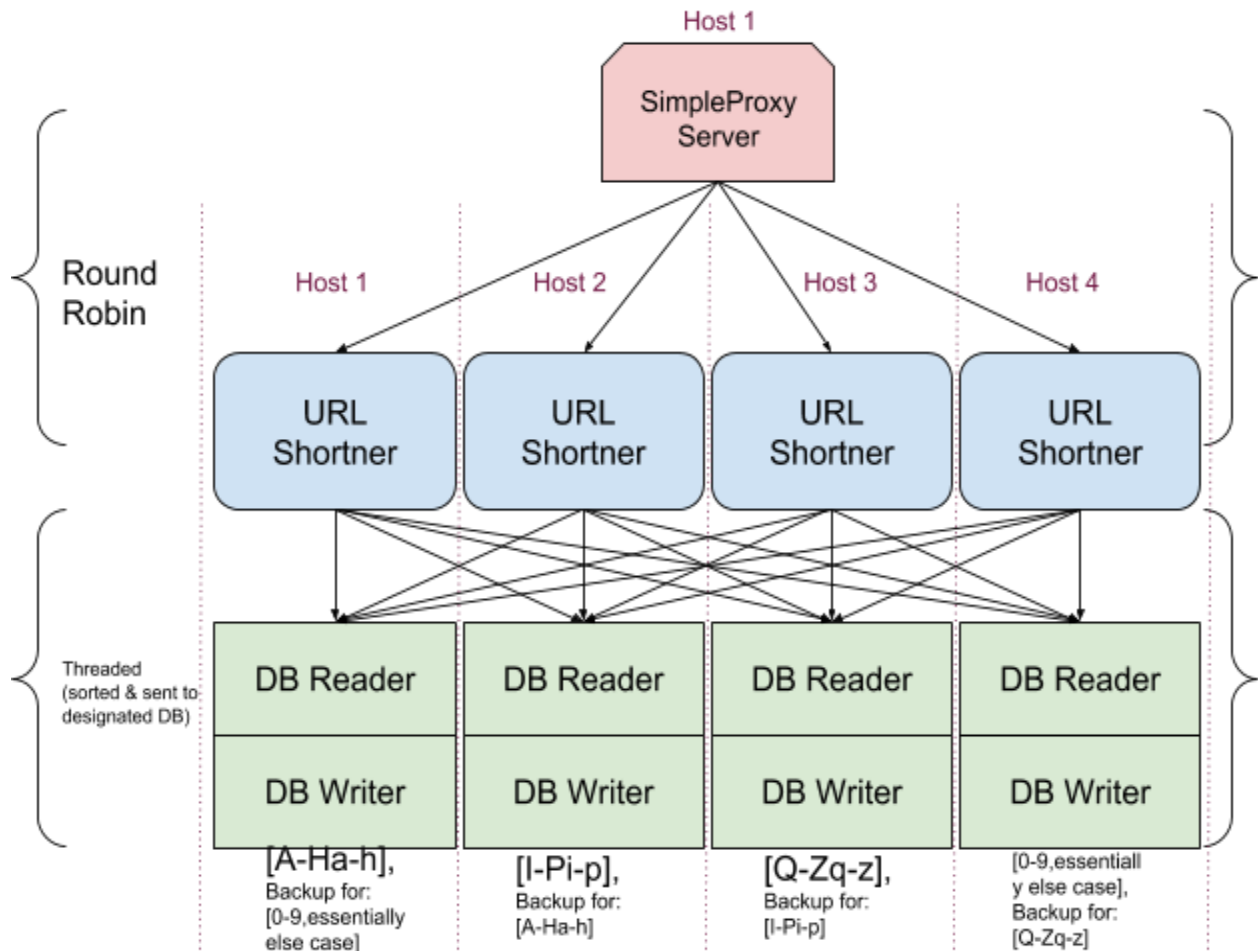 Host 1
SimpleProxy
Server
Round
Robin
Host 1
Host 2
Host 3
Host 4
URL
Shortner
URL
Shortner
URL
Shortner
URL
Shortner
Threaded
(sorted & sent to
designated DB)
DB Reader
DB Reader
DB Reader
DB Reader
DB Writer
DB Writer
DB Writer
DB Writer
[A-Ha-h],
Backup for:
[0-9,essentially
else case]
[I-Pi-p],
Backup for:
[A-Ha-h]
[Q-Zq-z],
Backup for:
[I-Pi-p]
[0-9,essentiall
y else case],
Backup for:
[Q-Zq-z]